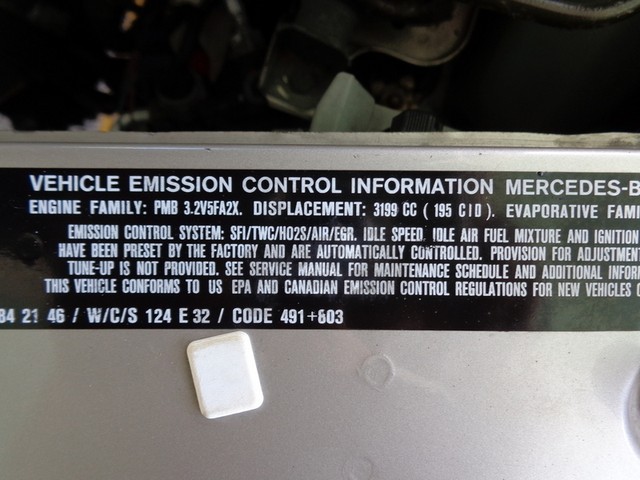 VEHICLE EMISSION CONTROL INFORMATION MERCEDES-B
ENGINE FAMILY: PMB 3.2V5FA2X. DISPLACEMENT: 3199 CC ( 195 CID). EVAPORATIVE FAM
EMISSION CONTROL SYSTEM: SFI/TWC/HO2S/AIR/EGR. IDLE SPEED, IDLE AIR FUEL MIXTURE AND IGNITION
HAVE BEEN PRESET BY THE FACTORY AND ARE AUTOMATICALLY CONTROLLED. PROVISION FOR ADJUSTMENT
TUNE-UP IS NOT PROVIDED. SEE SERVICE MANUAL FOR MAINTENANCE SCHEDULE AND ADDITIONAL INFOR
THIS VEHICLE CONFORMS TO US EPA AND CANADIAN EMISSION CONTROL REGULATIONS FOR NEW VEHICLES O
84 21 46 / W/C/S 124 E 32 / CODE 491+603